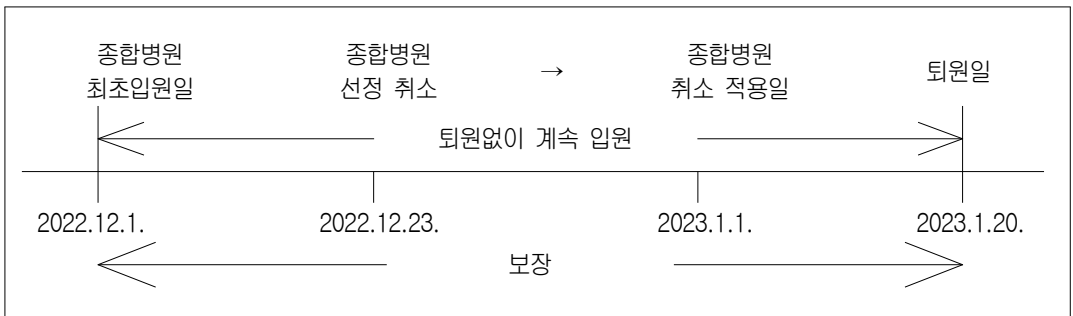 종합병원 종합병원 → 종합병원 퇴원일
최초입원일 선정 취소 취소 적용일
퇴원없이 계속 입원
2022.12.1. 2022.12.23. 2023.1.1. 2023.1.20.
보장